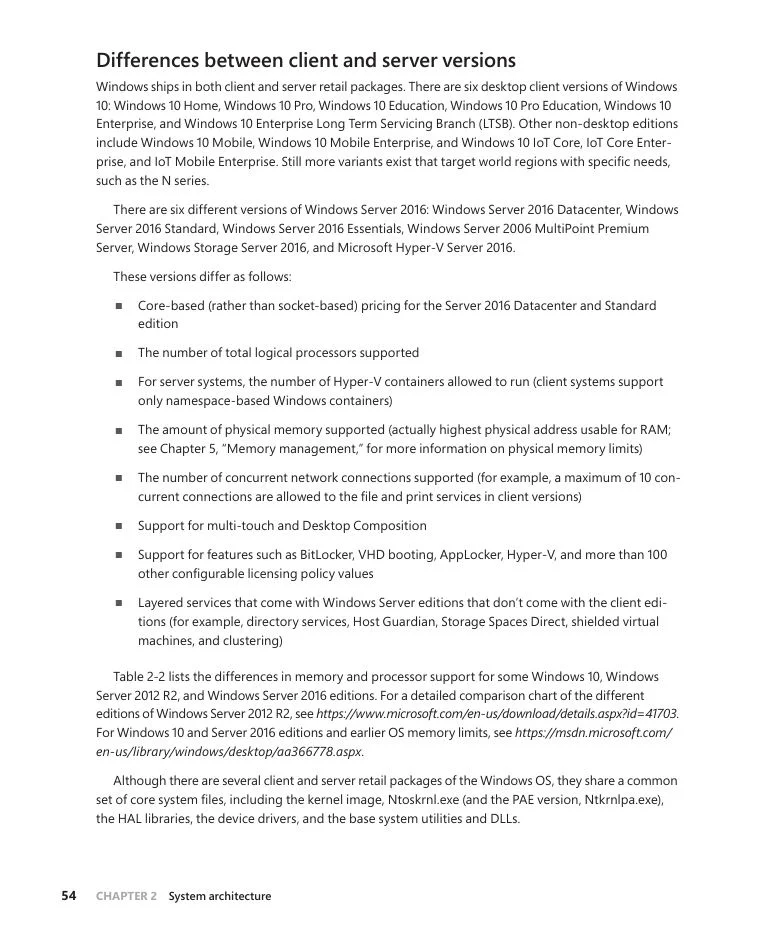 Differences between client and server versions
Windows ships in both client and server retail packages. There are six desktop client versions of Windows
10: Windows 10 Home, Windows 10 Pro, Windows 10 Education, Windows 10 Pro Education, Windows 10
Enterprise, and Windows 10 Enterprise Long Term Servicing Branch (LTSB). Other non-desktop editions
include Windows 10 Mobile, Windows 10 Mobile Enterprise, and Windows 10 IoT Core, IoT Core Enter-
prise, and IoT Mobile Enterprise. Still more variants exist that target world regions with specific needs,
such as the N series.
There are six different versions of Windows Server 2016: Windows Server 2016 Datacenter, Windows
Server 2016 Standard, Windows Server 2016 Essentials, Windows Server 2006 MultiPoint Premium
Server, Windows Storage Server 2016, and Microsoft Hyper-V Server 2016.
These versions differ as follows:
■ Core-based (rather than socket-based) pricing for the Server 2016 Datacenter and Standard
edition
■ The number of total logical processors supported
■ For server systems, the number of Hyper-V containers allowed to run (client systems support
only namespace-based Windows containers)
■ The amount of physical memory supported (actually highest physical address usable for RAM;
see Chapter 5, “Memory management,” for more information on physical memory limits)
■ The number of concurrent network connections supported (for example, a maximum of 10 con-
current connections are allowed to the file and print services in client versions)
■ Support for multi-touch and Desktop Composition
■ Support for features such as BitLocker, VHD booting, AppLocker, Hyper-V, and more than 100
other configurable licensing policy values
■ Layered services that come with Windows Server editions that don’t come with the client edi-
tions (for example, directory services, Host Guardian, Storage Spaces Direct, shielded virtual
machines, and clustering)
Table 2-2 lists the differences in memory and processor support for some Windows 10, Windows
Server 2012 R2, and Windows Server 2016 editions. For a detailed comparison chart of the different
editions of Windows Server 2012 R2, see https://www.microsoft.com/en-us/download/details.aspx?id=41703.
For Windows 10 and Server 2016 editions and earlier OS memory limits, see https://msdn.microsoft.com/
en-us/library/windows/desktop/aa366778.aspx.
Although there are several client and server retail packages of the Windows OS, they share a common
set of core system files, including the kernel image, Ntoskrnl.exe (and the PAE version, Ntkrnlpa.exe),
the HAL libraries, the device drivers, and the base system utilities and DLLs.
54 CHAPTER 2 System architecture